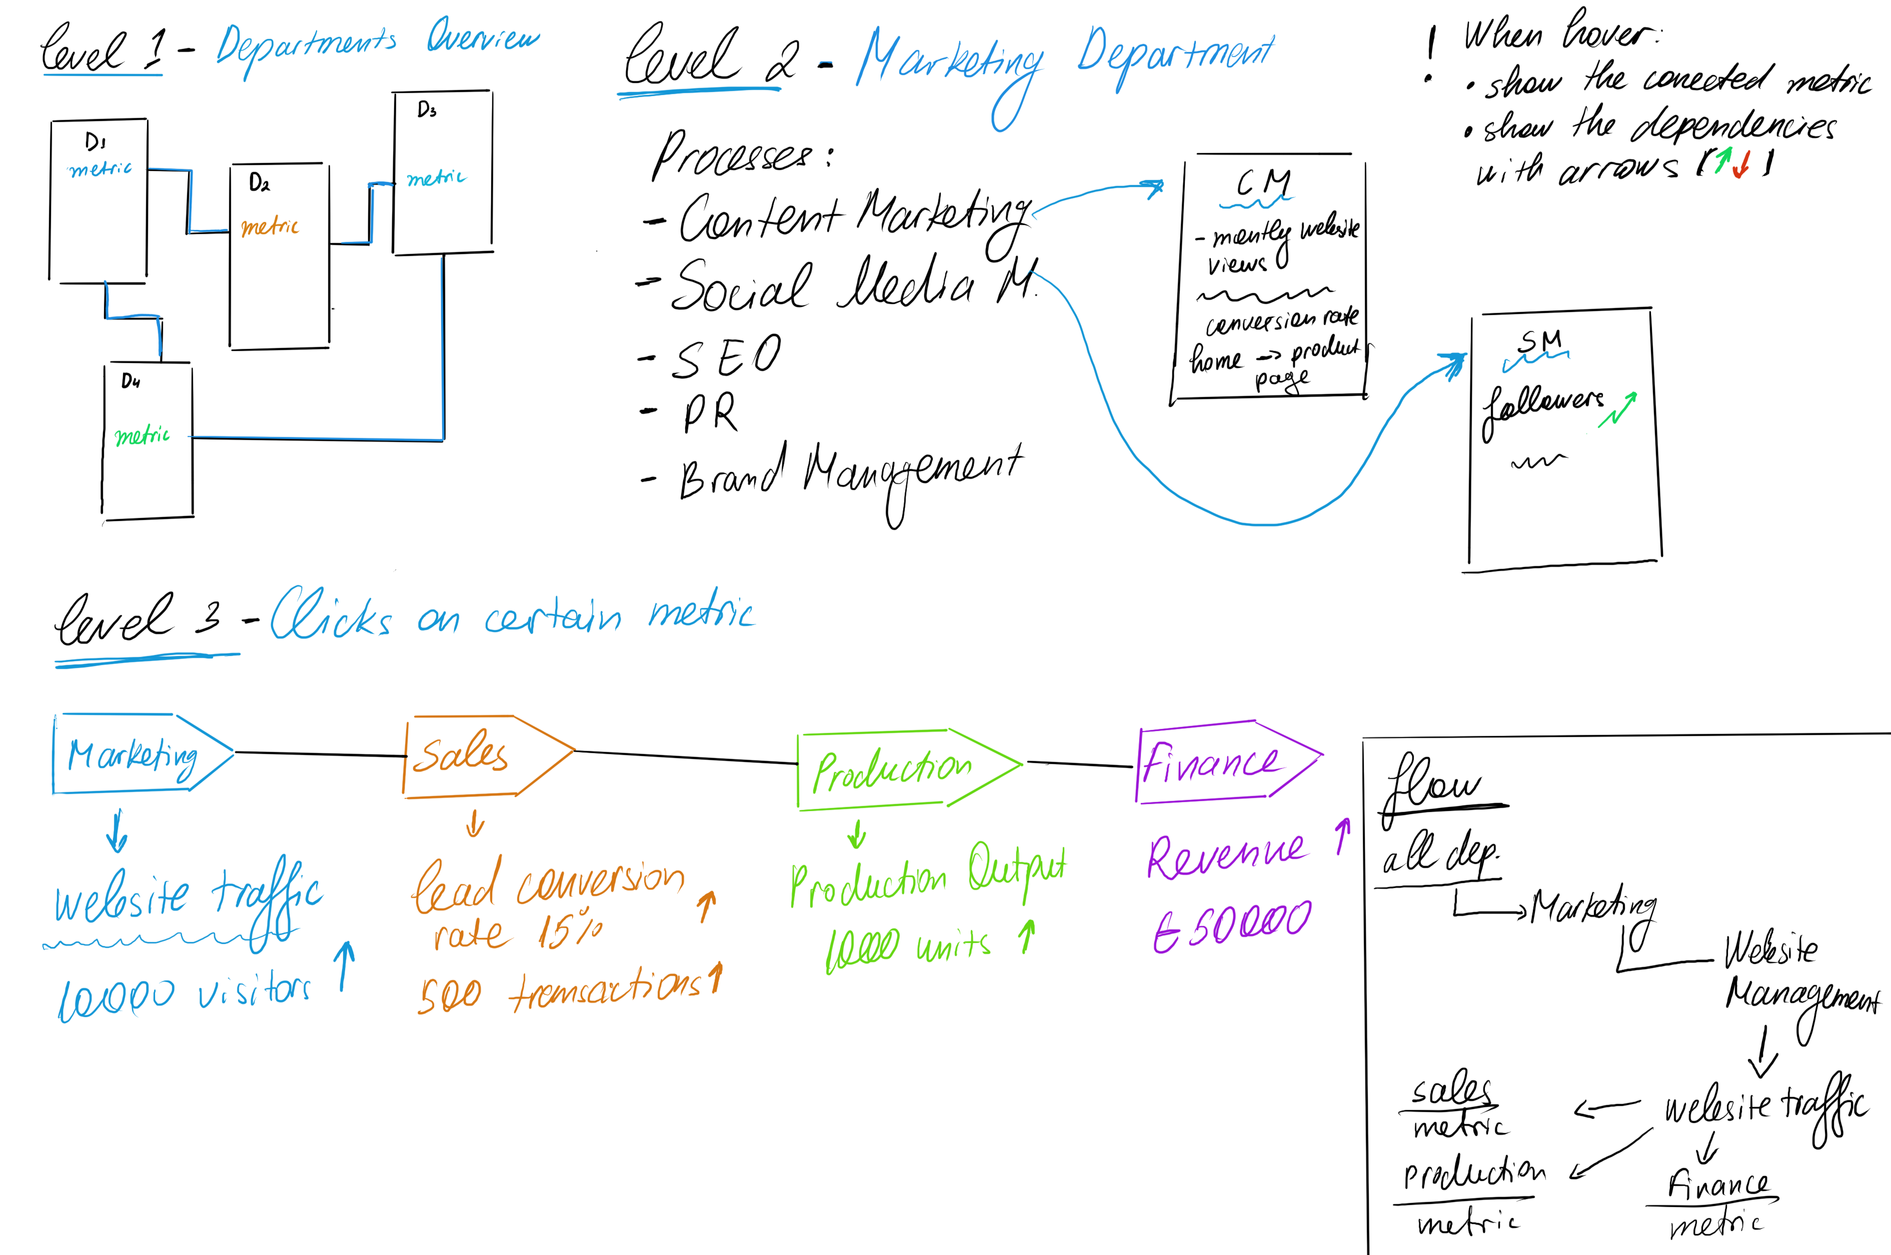 Level 1 - Departments Overview
D1
metric
D2
metric
D3
metric
D4
metric
Level 2 - Marketing Department
Processes:
- Content Marketing
- Social Media M.
- SEO
- PR
- Brand Management
CM
- montly website
views
conversion rate
home -> product
page
SM
followers
! When hover:
• show the conected metric
• show the dependencies
with arrows (↑↓)
Level 3 - Clicks on certain metric
Marketing
↓
website traffic
10000 visitors ↑
Sales
↓
lead conversion
rate 15% ↑
500 transactions ↑
Production
↓
Production Output
1000 units ↑
Finance
Revenue ↑
€ 50000
flow
all dep.
Marketing
Website
Management
↓
website traffic
sales
metric
production
metric
Finance
metric